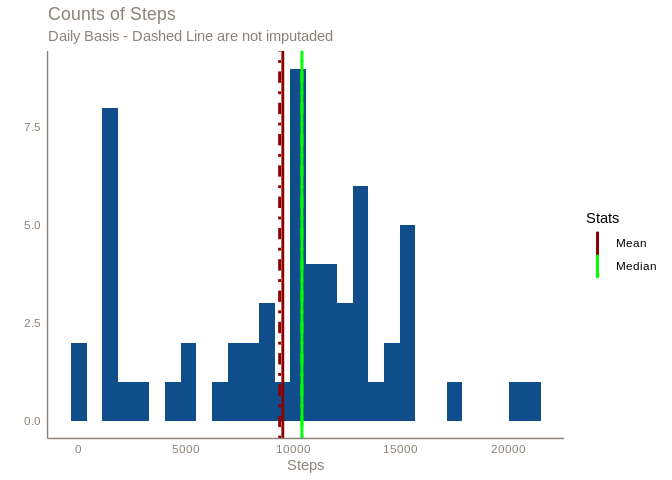 Counts of Steps
Daily Basis - Dashed Line are not imputaded
7.5
5.0
2.5
0.0
0 5000 10000 15000 20000
Steps
Stats
Mean
Median